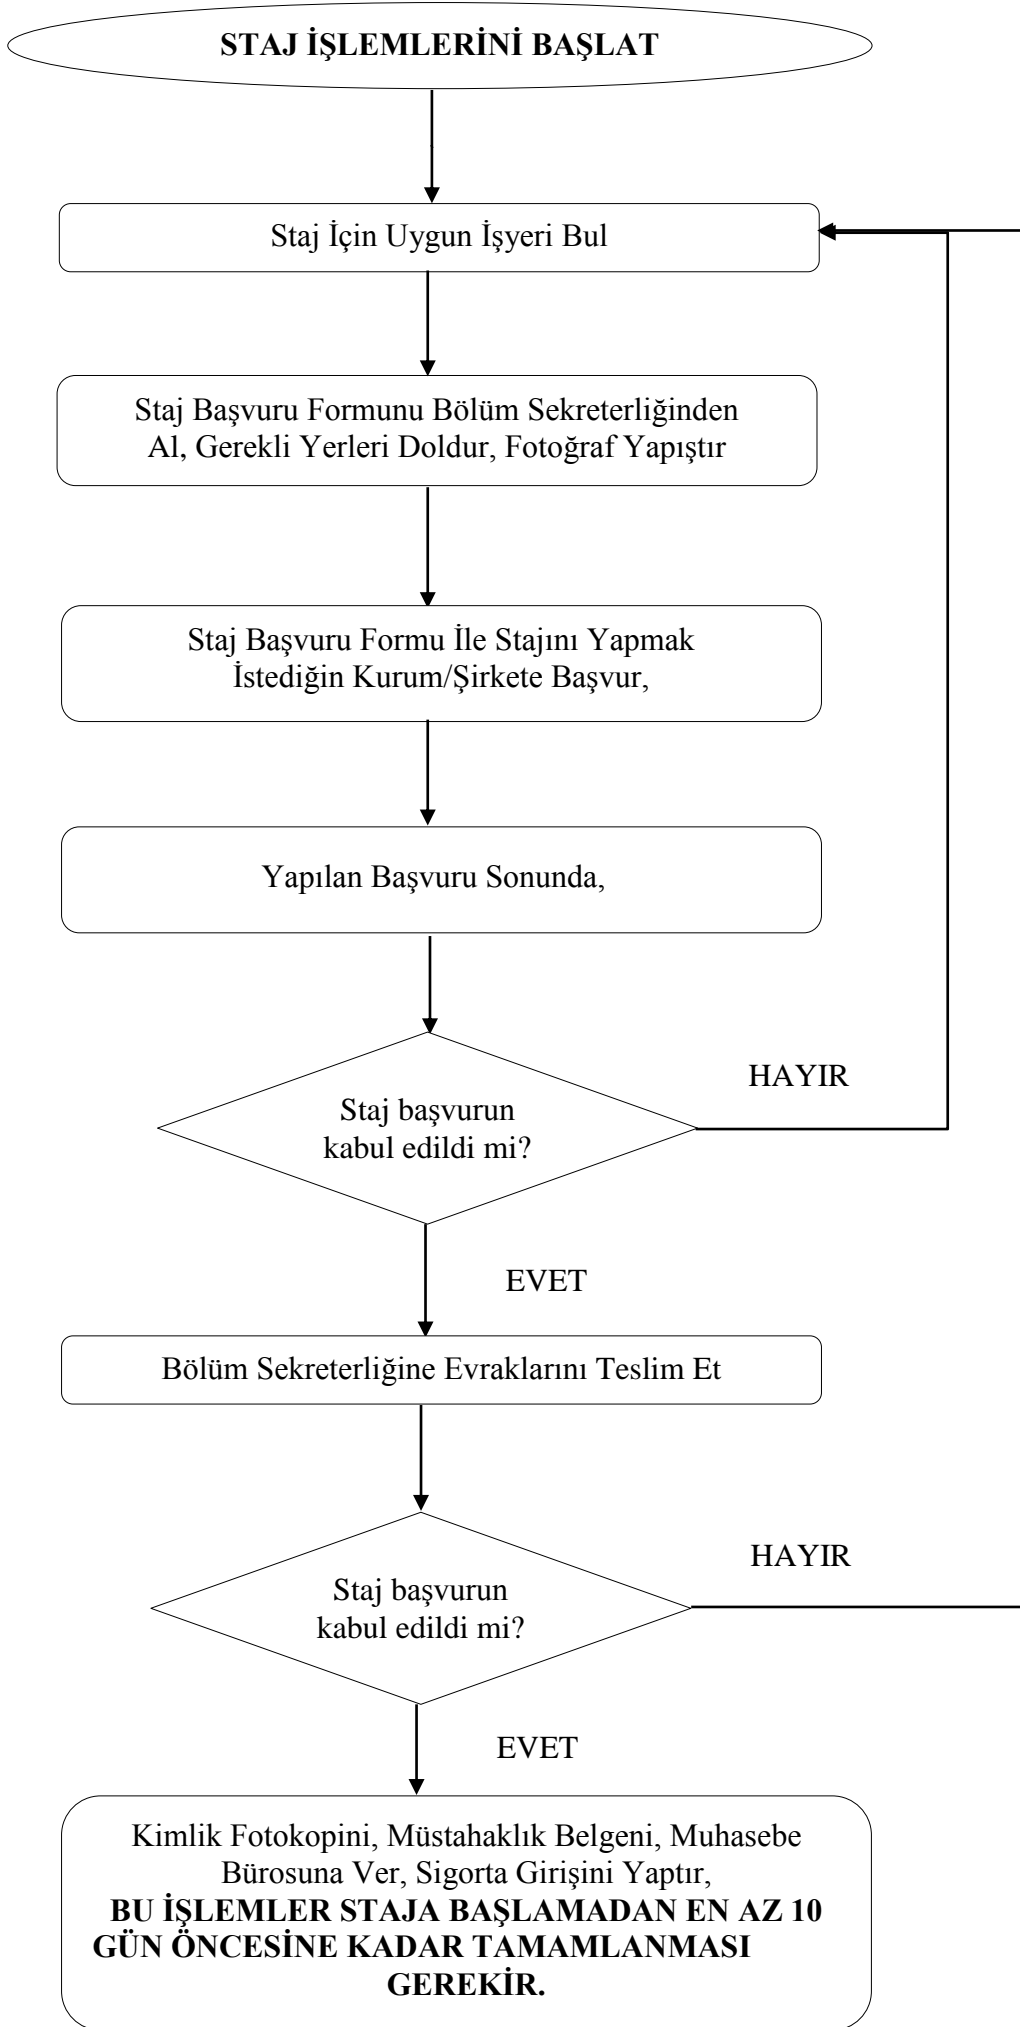 STAJ İŞLEMLERİNİ BAŞLAT
Staj İçin Uygun İşyeri Bul
Staj Başvuru Formunu Bölüm Sekreterliğinden
Al, Gerekli Yerleri Doldur, Fotoğraf Yapıştır
Staj Başvuru Formu İle Stajını Yapmak
İstediğin Kurum/Şirkete Başvur,
Yapılan Başvuru Sonunda,
HAYIR
Staj başvurun
kabul edildi mi?
EVET
Bölüm Sekreterliğine Evraklarını Teslim Et
HAYIR
Staj başvurun
kabul edildi mi?
EVET
Kimlik Fotokopini, Müstahaklık Belgeni, Muhasebe
Bürosuna Ver, Sigorta Girişini Yaptır,
BU İŞLEMLER STAJA BAŞLAMADAN EN AZ 10
GÜN ÖNCESİNE KADAR TAMAMLANMASI
GEREKİR.